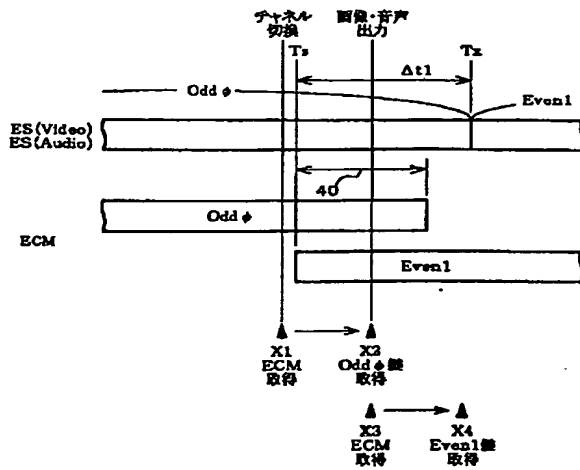 チャネル
切換
画像・音声
出力
Ts
Tz
Δt1
Odd φ
Even1
ES(Video)
ES(Audio)
40
Odd φ
ECM
Even1
X1
ECM
取得
X2
Odd φ鍵
取得
X3
ECM
取得
X4
Even1鍵
取得